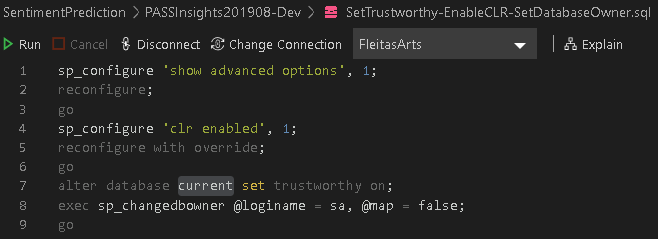 SentimentPrediction > PASSInsights201908-Dev > SetTrustworthy-EnableCLR-SetDatabaseOwner.sql
Run Cancel Disconnect Change Connection FleitasArts Explain
1 sp_configure 'show advanced options', 1;
2 reconfigure;
3 go
4 sp_configure 'clr enabled', 1;
5 reconfigure with override;
6 go
7 alter database current set trustworthy on;
8 exec sp_changedbowner @loginame = sa, @map = false;
9 go